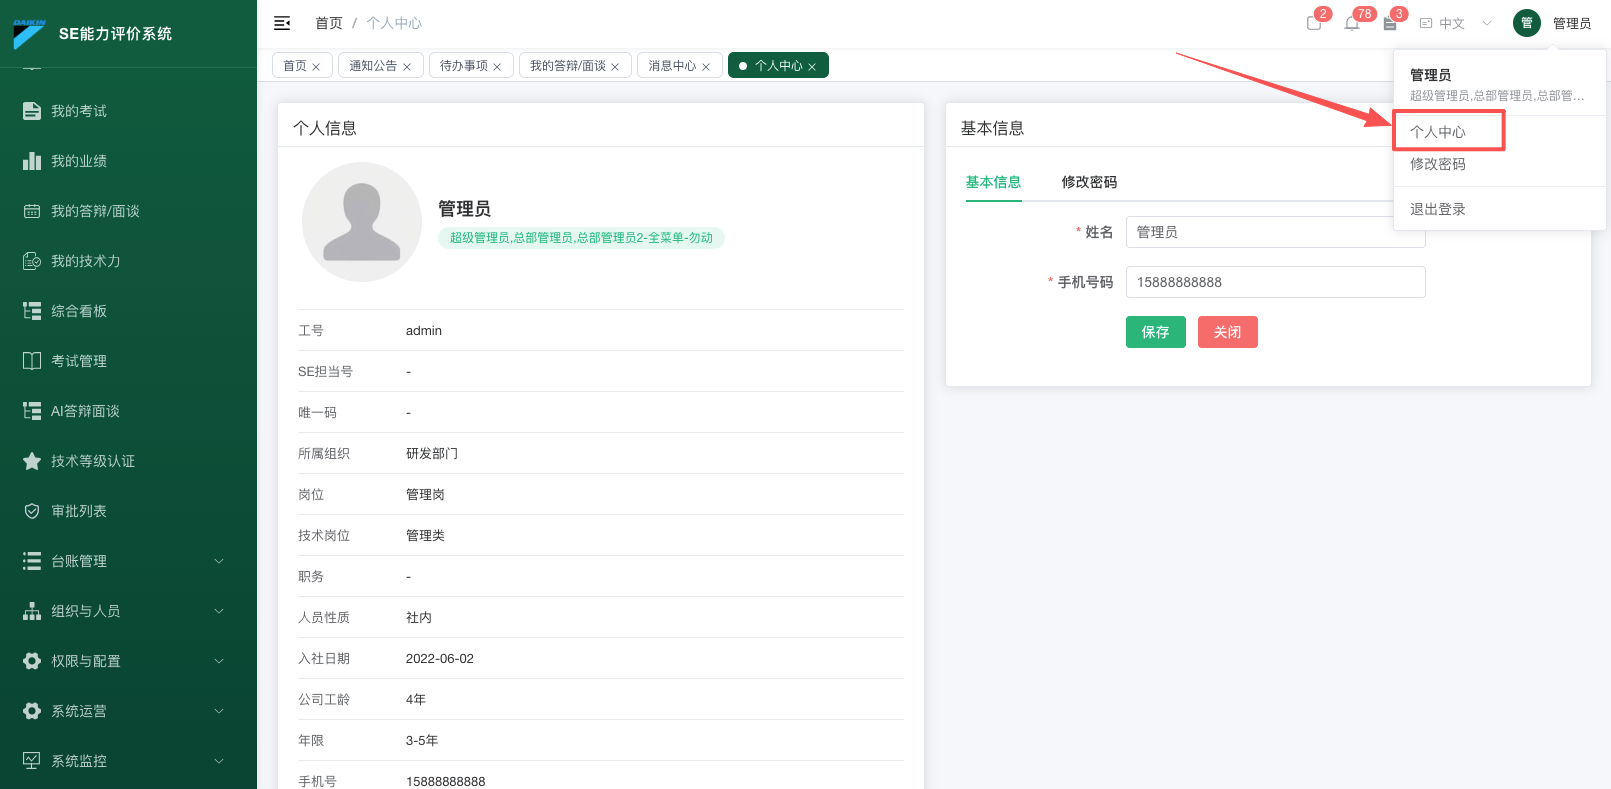 DAIKIN
SE能力评价系统
我的考试
我的业绩
我的答辩/面谈
我的技术力
综合看板
考试管理
AI答辩面谈
技术等级认证
审批列表
台账管理
组织与人员
权限与配置
系统运营
系统监控
首页 / 个人中心
2
78
3
中文
管
管理员
首页
通知公告
待办事项
我的答辩/面谈
消息中心
个人中心
管理员
超级管理员,总部管理员,总部管...
个人中心
修改密码
退出登录
个人信息
管理员
超级管理员,总部管理员,总部管理员2-全菜单-勿动
工号 admin
SE担当号 -
唯一码 -
所属组织 研发部门
岗位 管理岗
技术岗位 管理类
职务 -
人员性质 社内
入社日期 2022-06-02
公司工龄 4年
年限 3-5年
手机号 15888888888
基本信息
基本信息 修改密码
* 姓名 管理员
* 手机号码 15888888888
保存 关闭